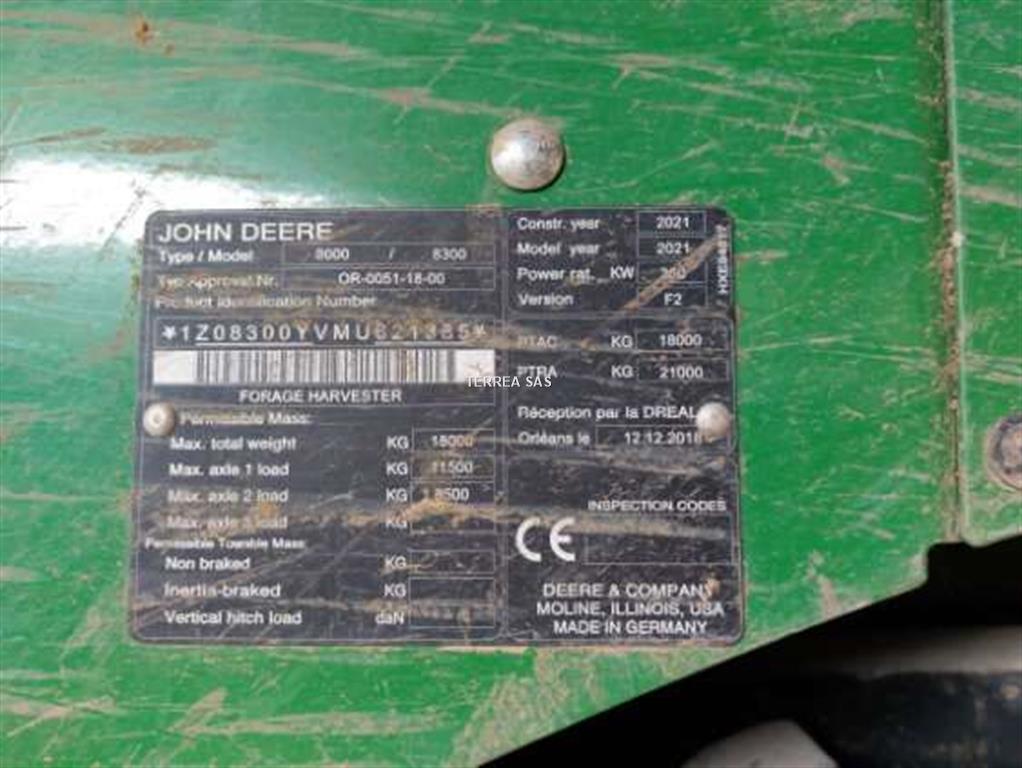 JOHN DEERE
Type / Model 8000 / 8300
Typ Approval Nr. OR-0051-18-00
Product Identification Number
FORAGE HARVESTER
Permissible Mass:
Max. total weight KG 18000
Max. axle 1 load KG 11500
Max. axle 2 load KG
Max. axle 3 load KG
Permissible Towable Mass
Non braked KG
Inertia-braked KG
Vertical hitch load daN
Constr. year 2021
Model year 2021
Power rat. KW
Version F2
PTAC KG 18000
PTRA KG 21000
Réception par la DREAL
Orléans le 12.12.2018
INSPECTION CODES
CE
DEERE & COMPANY
MOLINE, ILLINOIS, USA
MADE IN GERMANY
TERREA SAS